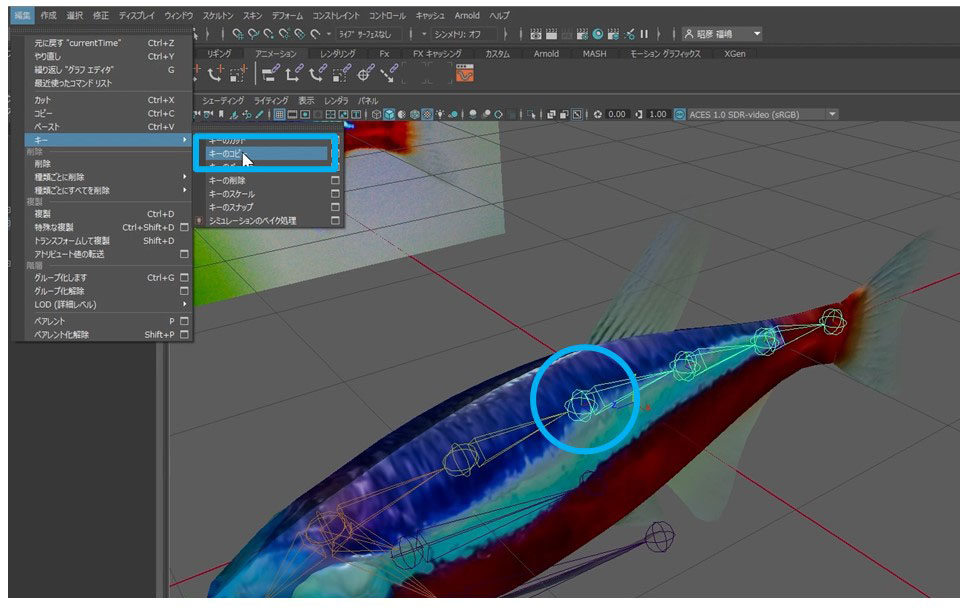 編集 作成 選択 修正 ディスプレイ ウィンドウ スケルトン スキン デフォーム コンストレイント コントロール キャッシュ Arnold ヘルプ
ライブ サーフェスなし シンメトリ: オフ 昭彦 福嶋
リギング アニメーション レンダリング Fx FX キャッシング カスタム Arnold MASH モーション グラフィックス XGen
シェーディング ライティング 表示 レンダラ パネル
0.00 1.00 ACES 1.0 SDR-video (sRGB)
元に戻す "currentTime" Ctrl+Z
やり直し Ctrl+Y
繰り返し "グラフ エディタ" G
最近使ったコマンド リスト
カット Ctrl+X
コピー Ctrl+C
ペースト Ctrl+V
キー
削除
削除
種類ごとに削除
種類ごとにすべてを削除
複製
複製 Ctrl+D
特殊な複製 Ctrl+Shift+D
トランスフォームして複製 Shift+D
アトリビュート値の転送
階層
グループ化します Ctrl+G
グループ化解除
LOD (詳細レベル)
ペアレント P
ペアレント化解除 Shift+P
キーのカット
キーのコピー
キーの削除
キーのスケール
キーのスナップ
シミュレーションのベイク処理